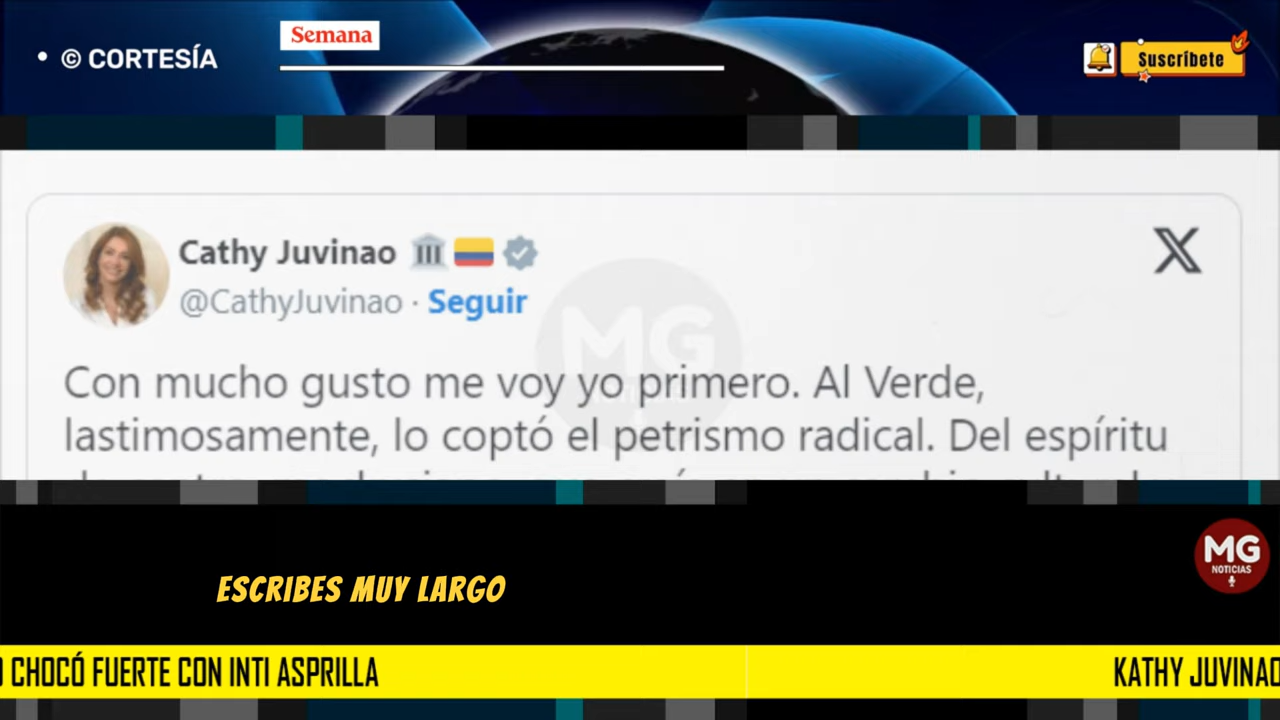 • © CORTESÍA
Semana
Suscríbete
Cathy Juvinao
@CathyJuvinao · Seguir
X
MG
Con mucho gusto me voy yo primero. Al Verde,
lastimosamente, lo coptó el petrismo radical. Del espíritu
MG
NOTICIAS
ESCRIBES MUY LARGO
O CHOCÓ FUERTE CON INTI ASPRILLA
KATHY JUVINAO